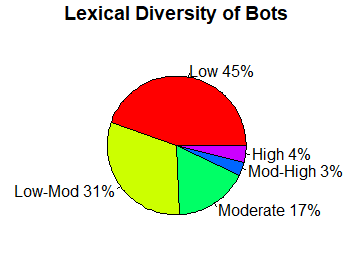 Lexical Diversity of Bots
Low 45%
Low-Mod 31%
High 4%
Mod-High 3%
Moderate 17%